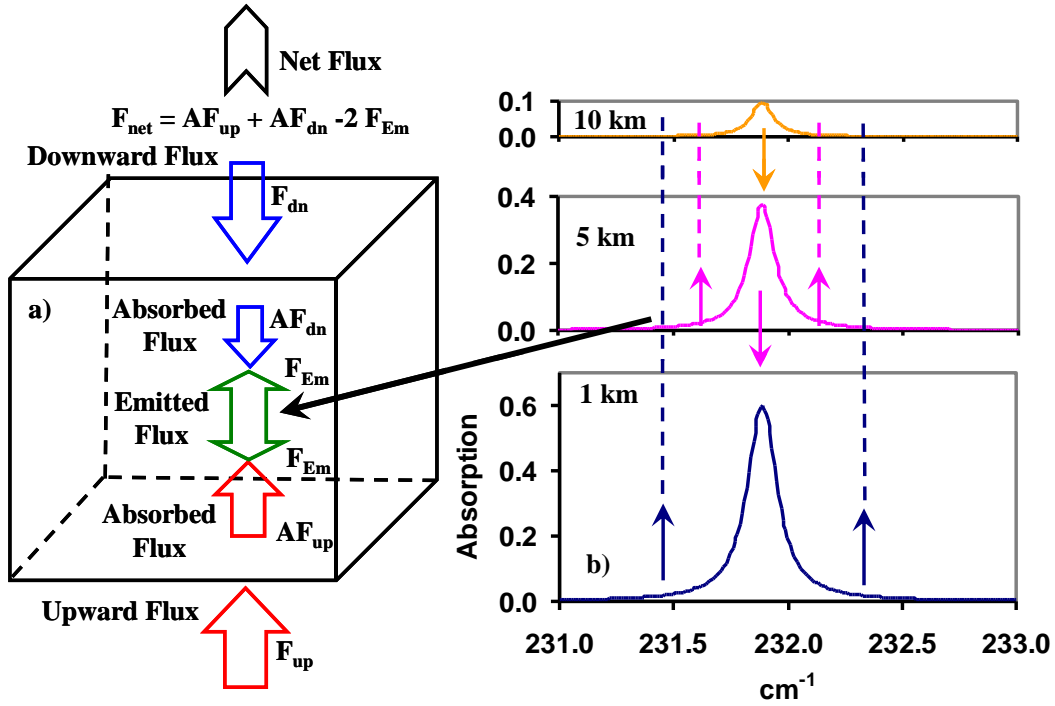 Net Flux
F_net = AF_up + AF_dn -2 F_Em
Downward Flux
F_dn
a)
Absorbed
Flux
AF_dn
F_Em
Emitted
Flux
F_Em
Absorbed
Flux
AF_up
Upward Flux
F_up
0.1
0.0
10 km
0.4
0.2
0.0
5 km
0.6
0.4
0.2
0.0
1 km
Absorption
b)
231.0
231.5
232.0
232.5
233.0
cm⁻¹